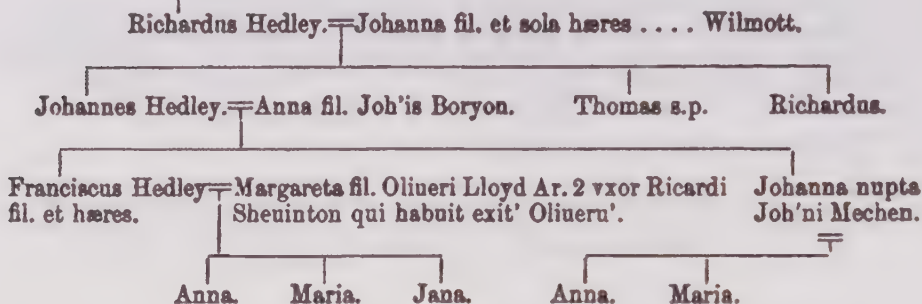 Richardus Hedley.=Johanna fil. et sola hæres .... Wilmott.
Johannes Hedley.=Anna fil. Joh'is Boryon. Thomas s.p. Richardus.
Franciscus Hedley=Margareta fil. Oliueri Lloyd Ar. 2 vxor Ricardi Johanna nupta
fil. et hæres. Sheuinton qui habuit exit' Oliueru'. Joh'ni Mechen.
Anna. Maria. Jana. Anna. Maria.